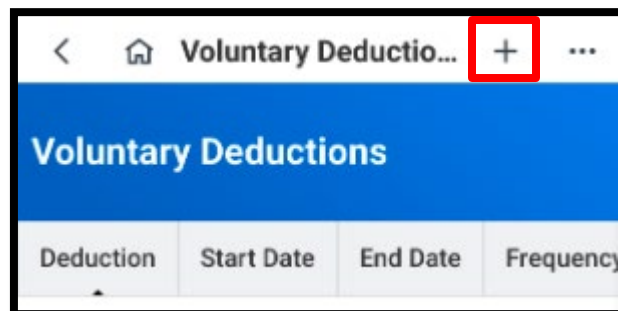 Voluntary Deductio...
Voluntary Deductions
Deduction Start Date End Date Frequency